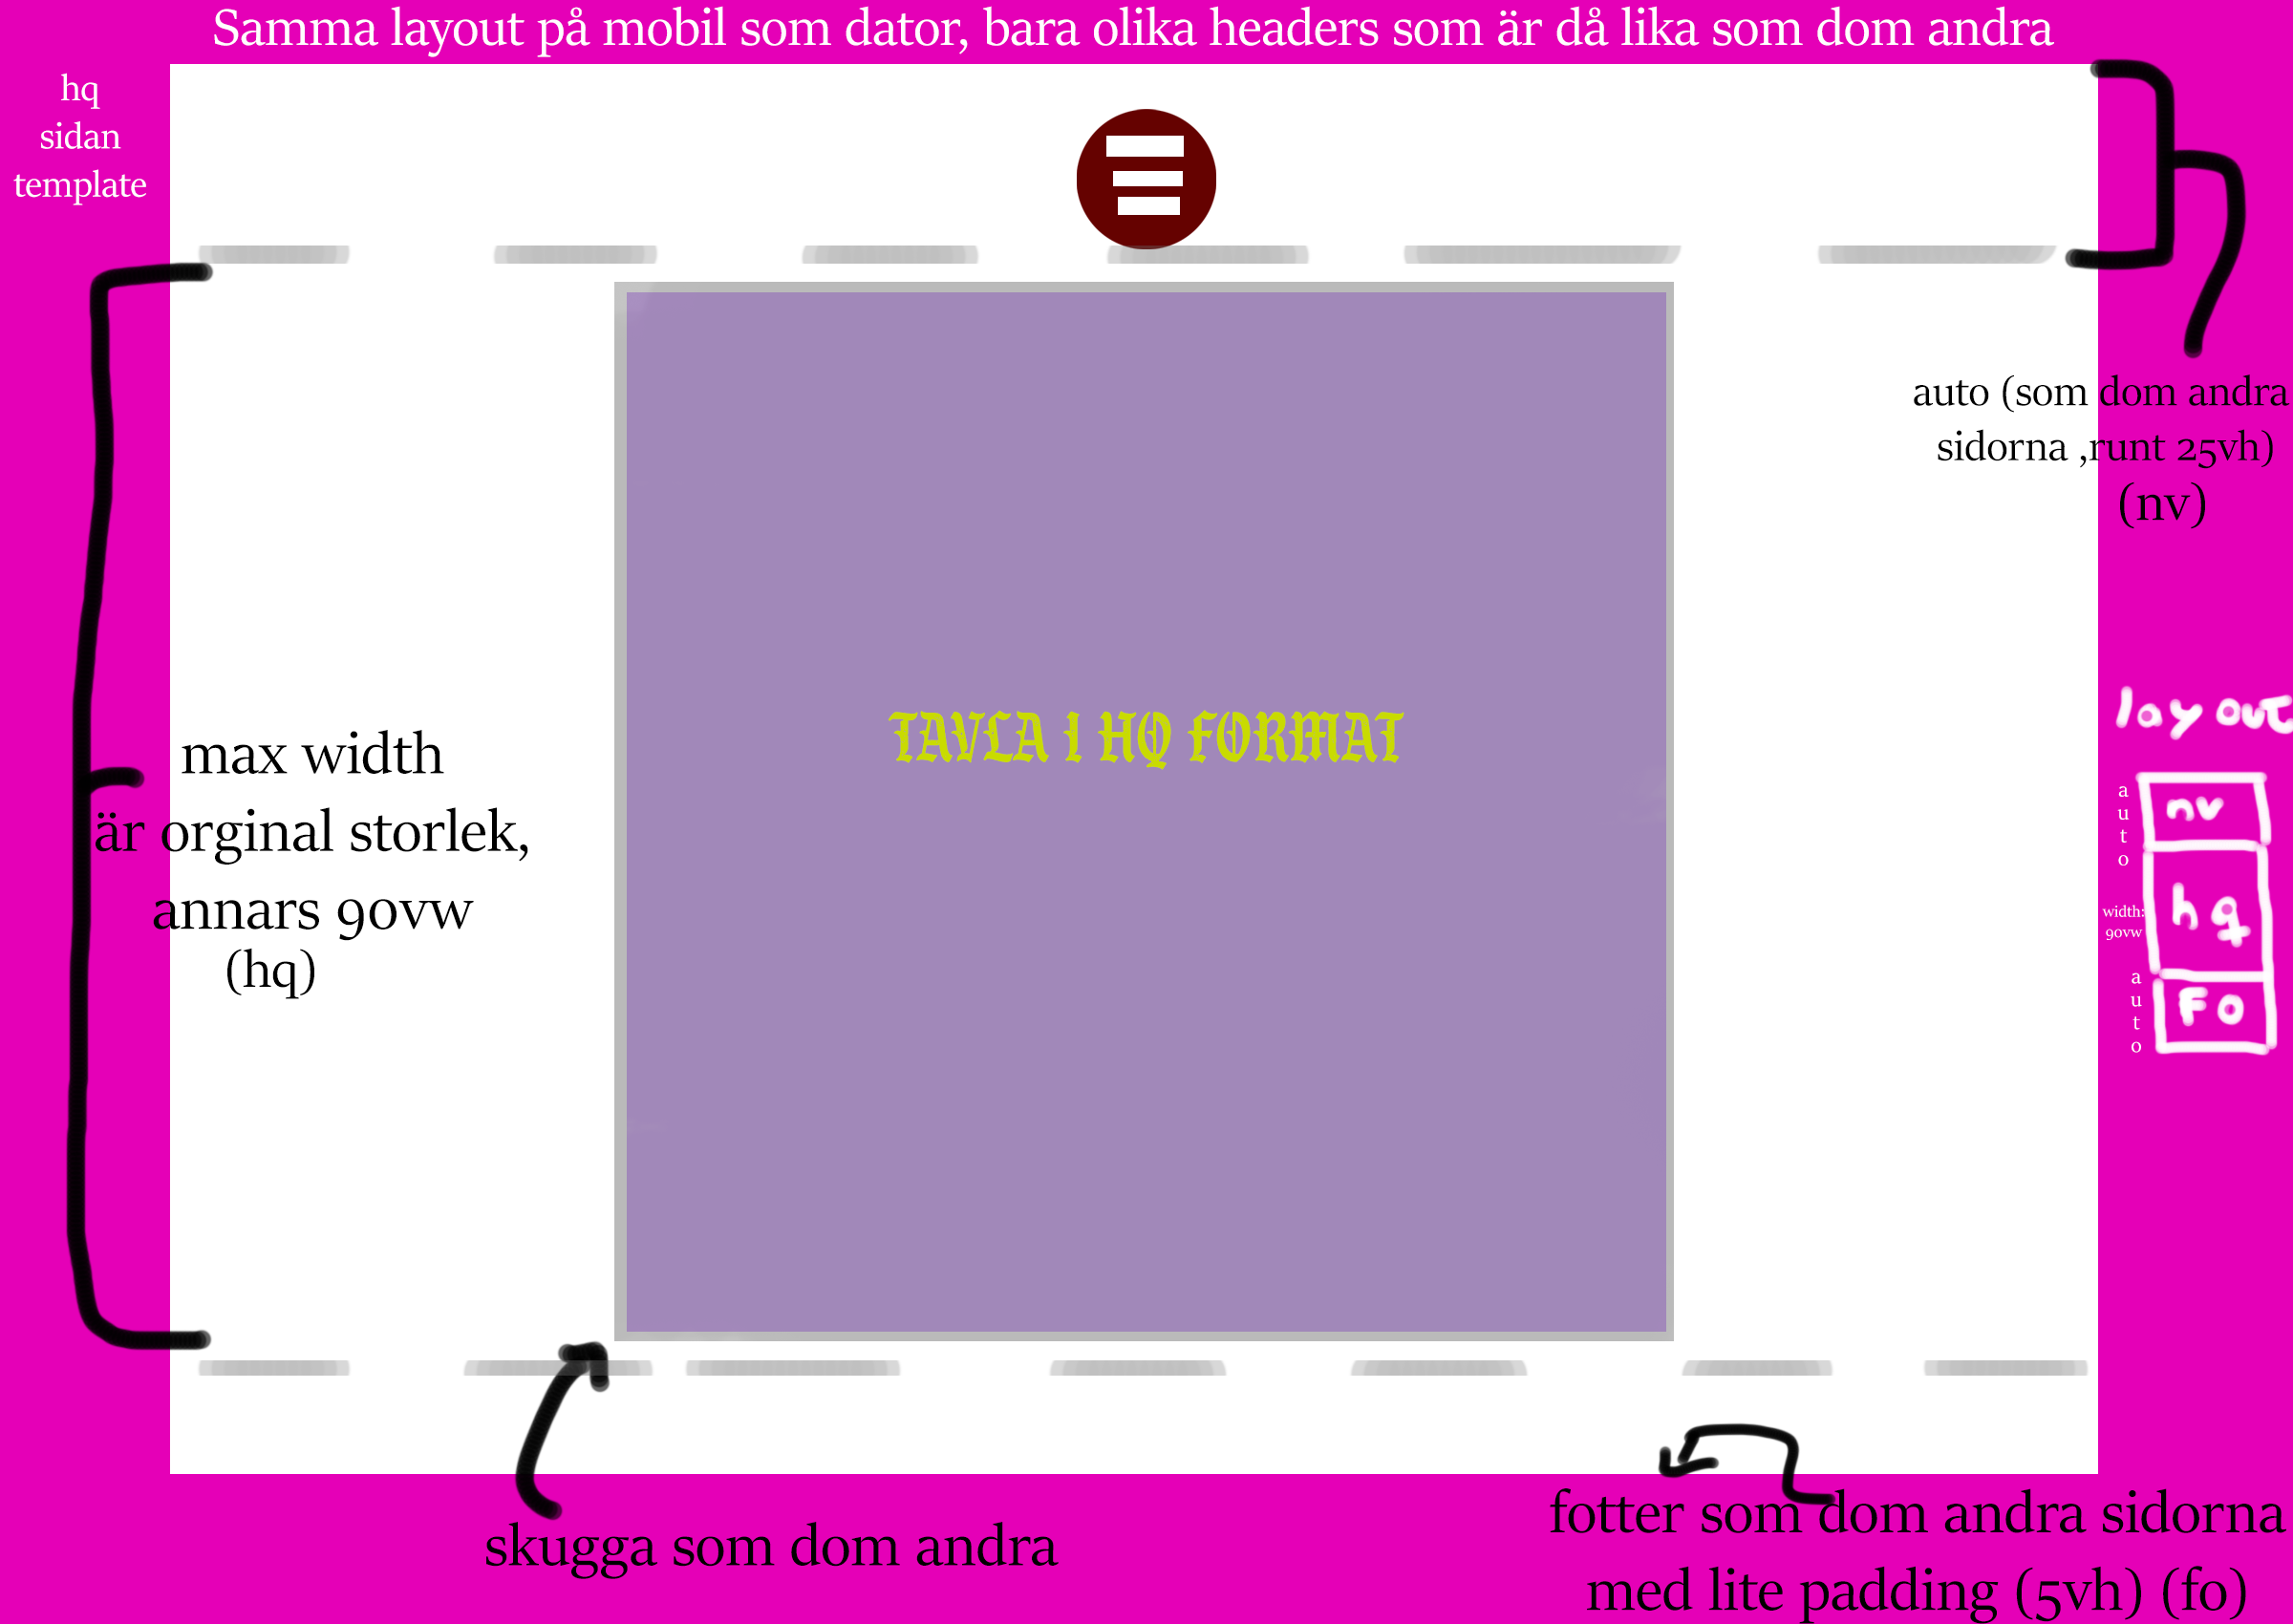 Samma layout på mobil som dator, bara olika headers som är då lika som dom andra
hq
sidan
template
auto (som dom andra
sidorna ,runt 25vh)
(nv)
TAVLA I HQ FORMAT
max width
är orginal storlek,
annars 90vw
(hq)
layout
auto
nv
width:
90vw
hq
auto
FO
skugga som dom andra
fotter som dom andra sidorna
med lite padding (5vh) (fo)